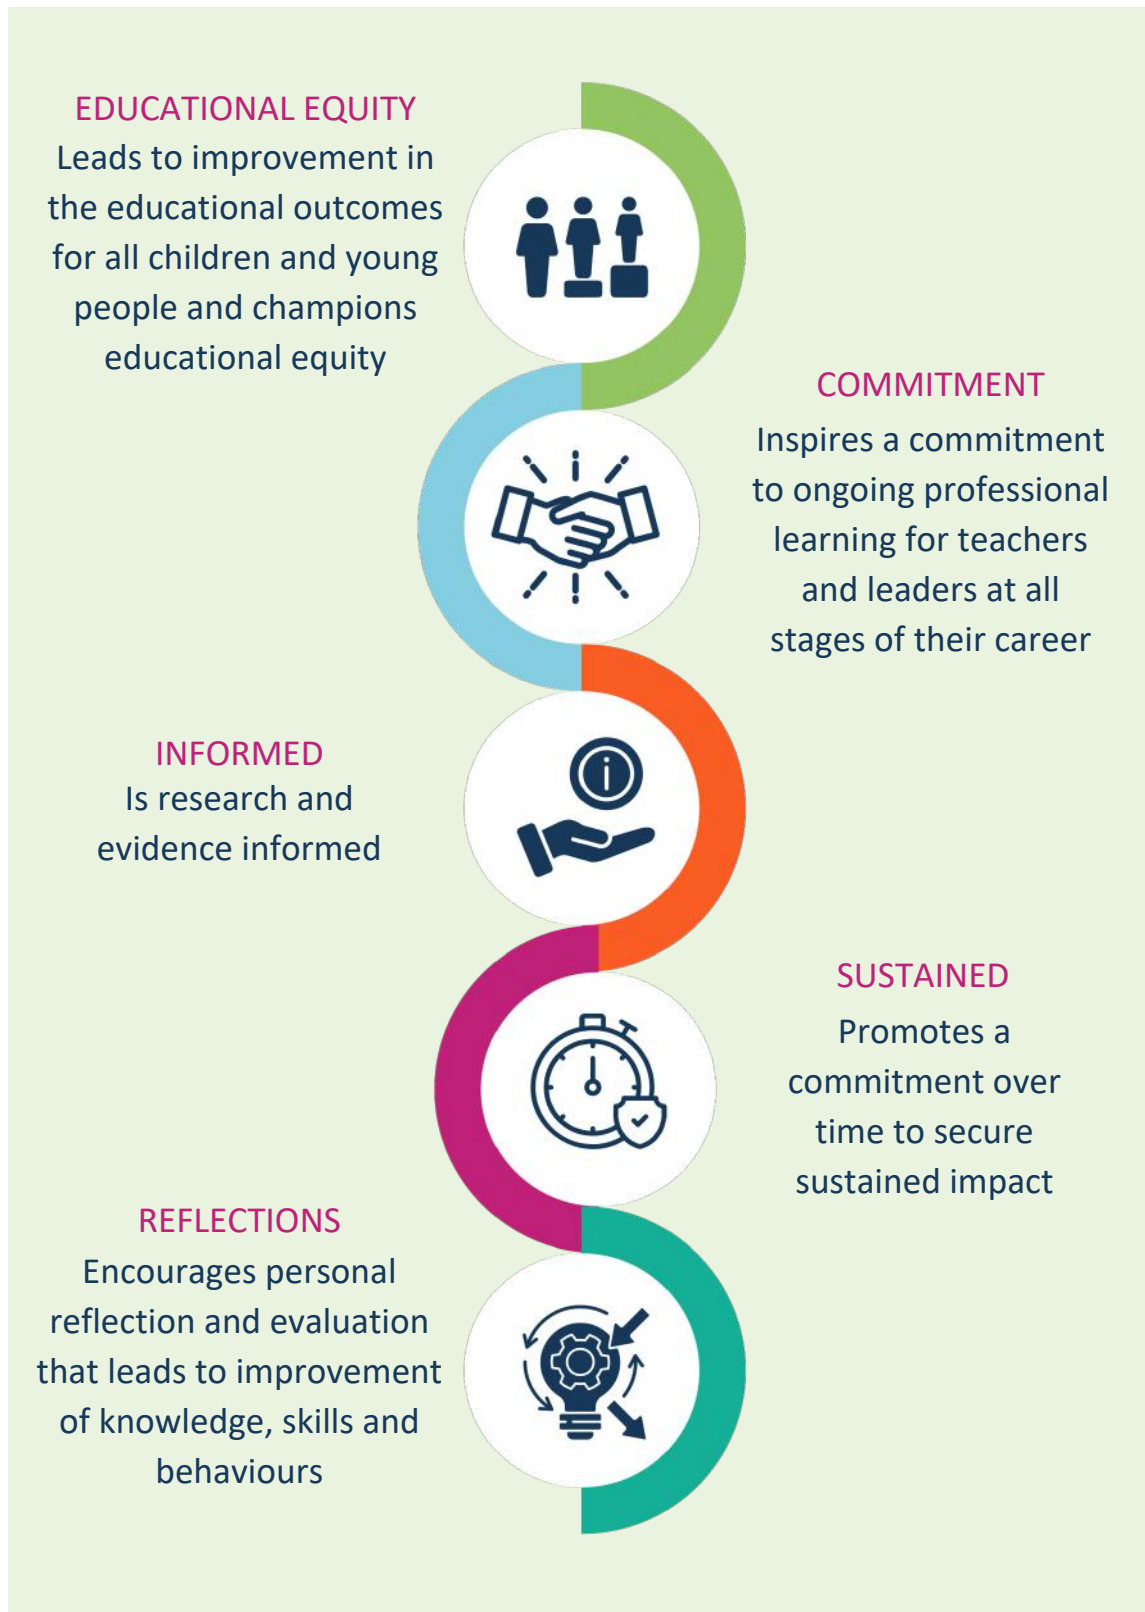 EDUCATIONAL EQUITY
Leads to improvement in
the educational outcomes
for all children and young
people and champions
educational equity
COMMITMENT
Inspires a commitment
to ongoing professional
learning for teachers
and leaders at all
stages of their career
INFORMED
Is research and
evidence informed
i
SUSTAINED
Promotes a
commitment over
time to secure
sustained impact
REFLECTIONS
Encourages personal
reflection and evaluation
that leads to improvement
of knowledge, skills and
behaviours